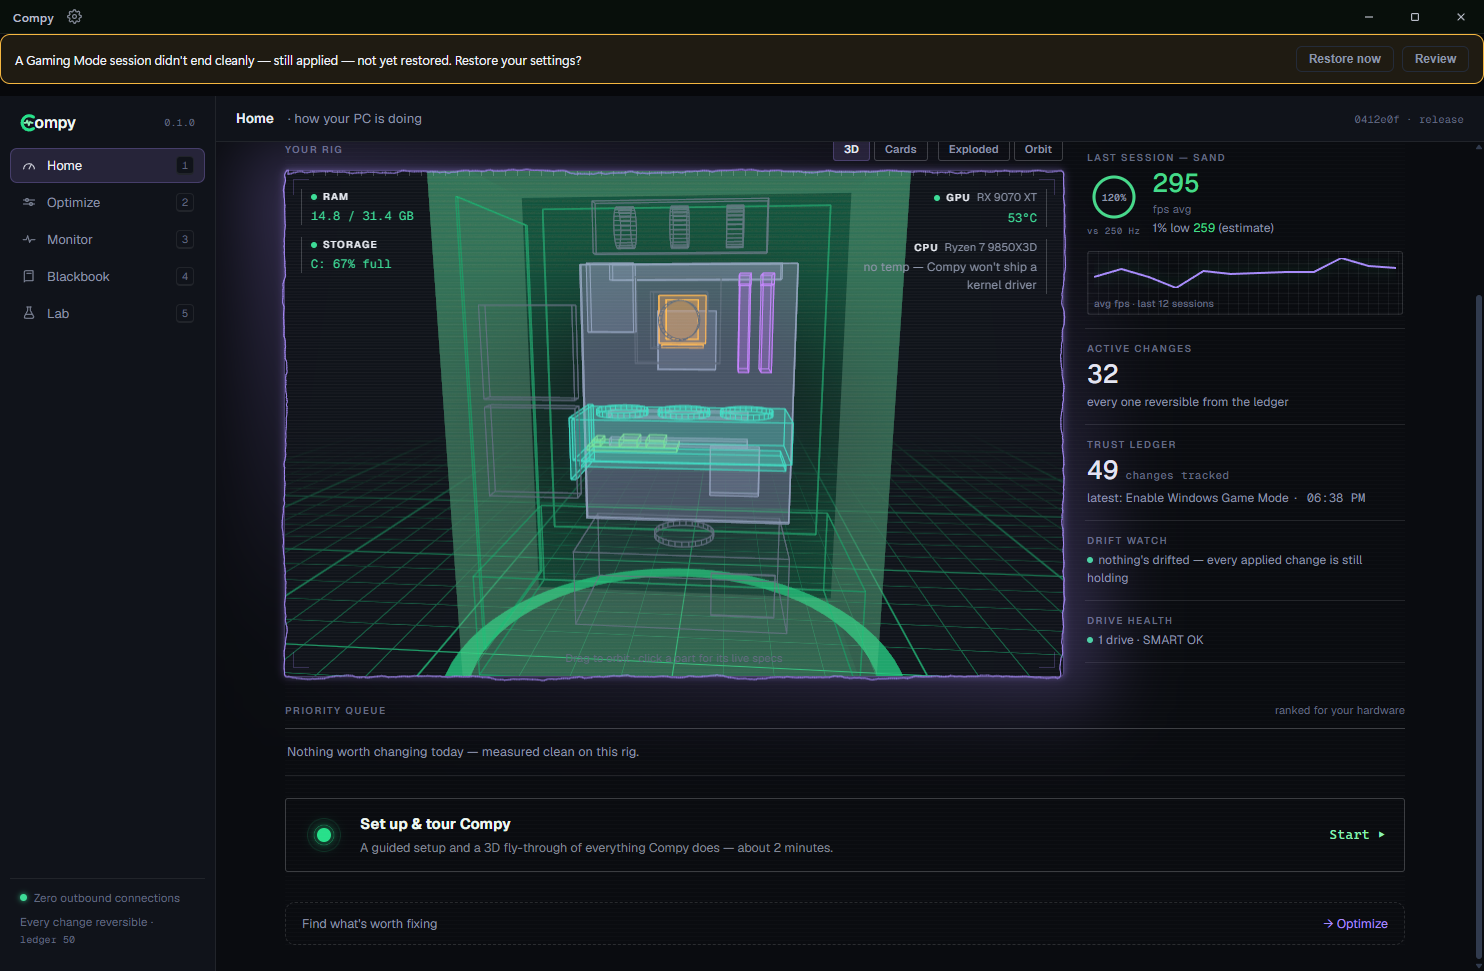 Compy
A Gaming Mode session didn't end cleanly — still applied — not yet restored. Restore your settings?
Restore now
Review
Compy
0.1.0
Home
1
Optimize
2
Monitor
3
Blackbook
4
Lab
5
Zero outbound connections
Every change reversible ·
ledger 50
Home · how your PC is doing
0412e0f · release
YOUR RIG
3D
Cards
Exploded
Orbit
RAM
14.8 / 31.4 GB
STORAGE
C: 67% full
GPU RX 9070 XT
53°C
CPU Ryzen 7 9850X3D
no temp — Compy won't ship a
kernel driver
Drag to orbit · click a part for its live specs
LAST SESSION — SAND
120%
vs 250 Hz
295
fps avg
1% low 259 (estimate)
avg fps · last 12 sessions
ACTIVE CHANGES
32
every one reversible from the ledger
TRUST LEDGER
49 changes tracked
latest: Enable Windows Game Mode · 06:38 PM
DRIFT WATCH
nothing's drifted — every applied change is still
holding
DRIVE HEALTH
1 drive · SMART OK
PRIORITY QUEUE
ranked for your hardware
Nothing worth changing today — measured clean on this rig.
Set up & tour Compy
A guided setup and a 3D fly-through of everything Compy does — about 2 minutes.
Start ▸
Find what's worth fixing
→ Optimize